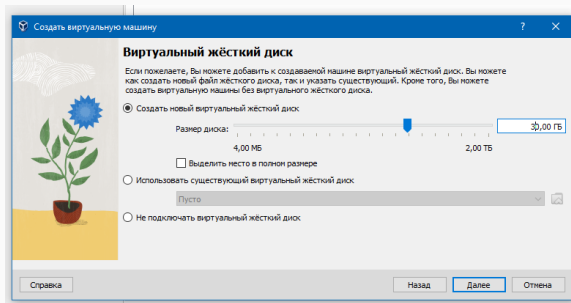 Создать виртуальную машину
Виртуальный жёсткий диск
Если пожелаете, Вы можете добавить к создаваемой машине виртуальный жёсткий диск. Вы можете
как создать новый файл жёсткого диска, так и указать существующий. Кроме того, Вы можете
создать виртуальную машины без виртуального жёсткого диска.
Создать новый виртуальный жёсткий диск
Размер диска: 30,00 ГБ
4,00 МБ 2,00 ТБ
Выделить место в полном размере
Использовать существующий виртуальный жёсткий диск
Пусто
Не подключать виртуальный жёсткий диск
Справка Назад Далее Отмена